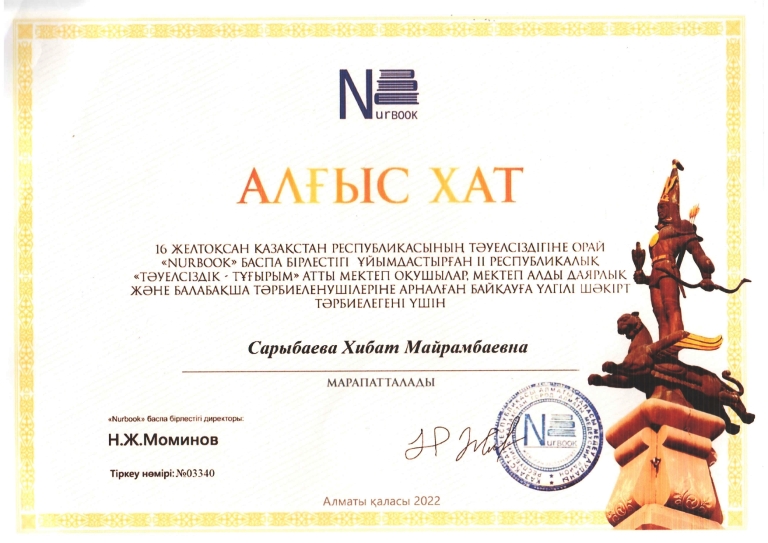 NurBOOK
АЛҒЫС ХАТ
16 ЖЕЛТОҚСАН ҚАЗАҚСТАН РЕСПУБЛИКАСЫНЫҢ ТӘУЕЛСІЗДІГІНЕ ОРАЙ
«NURBOOK» БАСПА БІРЛЕСТІГІ ҰЙЫМДАСТЫРҒАН II РЕСПУБЛИКАЛЫҚ
«ТӘУЕЛСІЗДІК - ТҰҒЫРЫМ» АТТЫ МЕКТЕП ОҚУШЫЛАР, МЕКТЕП АЛДЫ ДАЯРЛЫҚ
ЖӘНЕ БАЛАБАҚША ТӘРБИЕЛЕНУШІЛЕРІНЕ АРНАЛҒАН БАЙҚАУҒА ҮЛГІЛІ ШӘКІРТ
ТӘРБИЕЛЕГЕНІ ҮШІН
Сарыбаева Хибат Майрамбаевна
МАРАПАТТАЛАДЫ
«Nurbook» баспа бірлестігі директоры:
Н.Ж.Моминов
NurBOOK
Тіркеу нөмірі:№03340
Алматы қаласы 2022